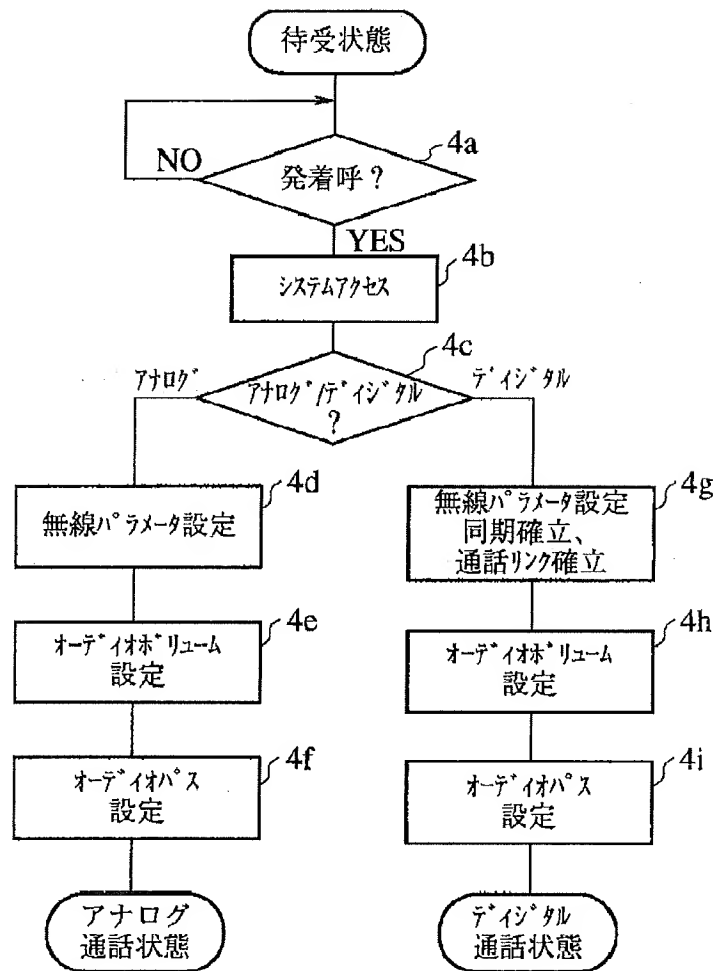 待受状態
4a
NO
発着呼？
YES
4b
ｼｽﾃﾑｱｸｾｽ
4c
ｱﾅﾛｸﾞ
ｱﾅﾛｸﾞ/ﾃﾞｨｼﾞﾀﾙ
？
ﾃﾞｨｼﾞﾀﾙ
4d
無線ﾊﾟﾗﾒｰﾀ設定
4e
ｵｰﾃﾞｨｵﾎﾞﾘｭｰﾑ
設定
4f
ｵｰﾃﾞｨｵﾊﾟｽ
設定
アナログ
通話状態
4g
無線ﾊﾟﾗﾒｰﾀ設定
同期確立、
通話リンク確立
4h
ｵｰﾃﾞｨｵﾎﾞﾘｭｰﾑ
設定
4i
ｵｰﾃﾞｨｵﾊﾟｽ
設定
ﾃﾞｨｼﾞﾀﾙ
通話状態